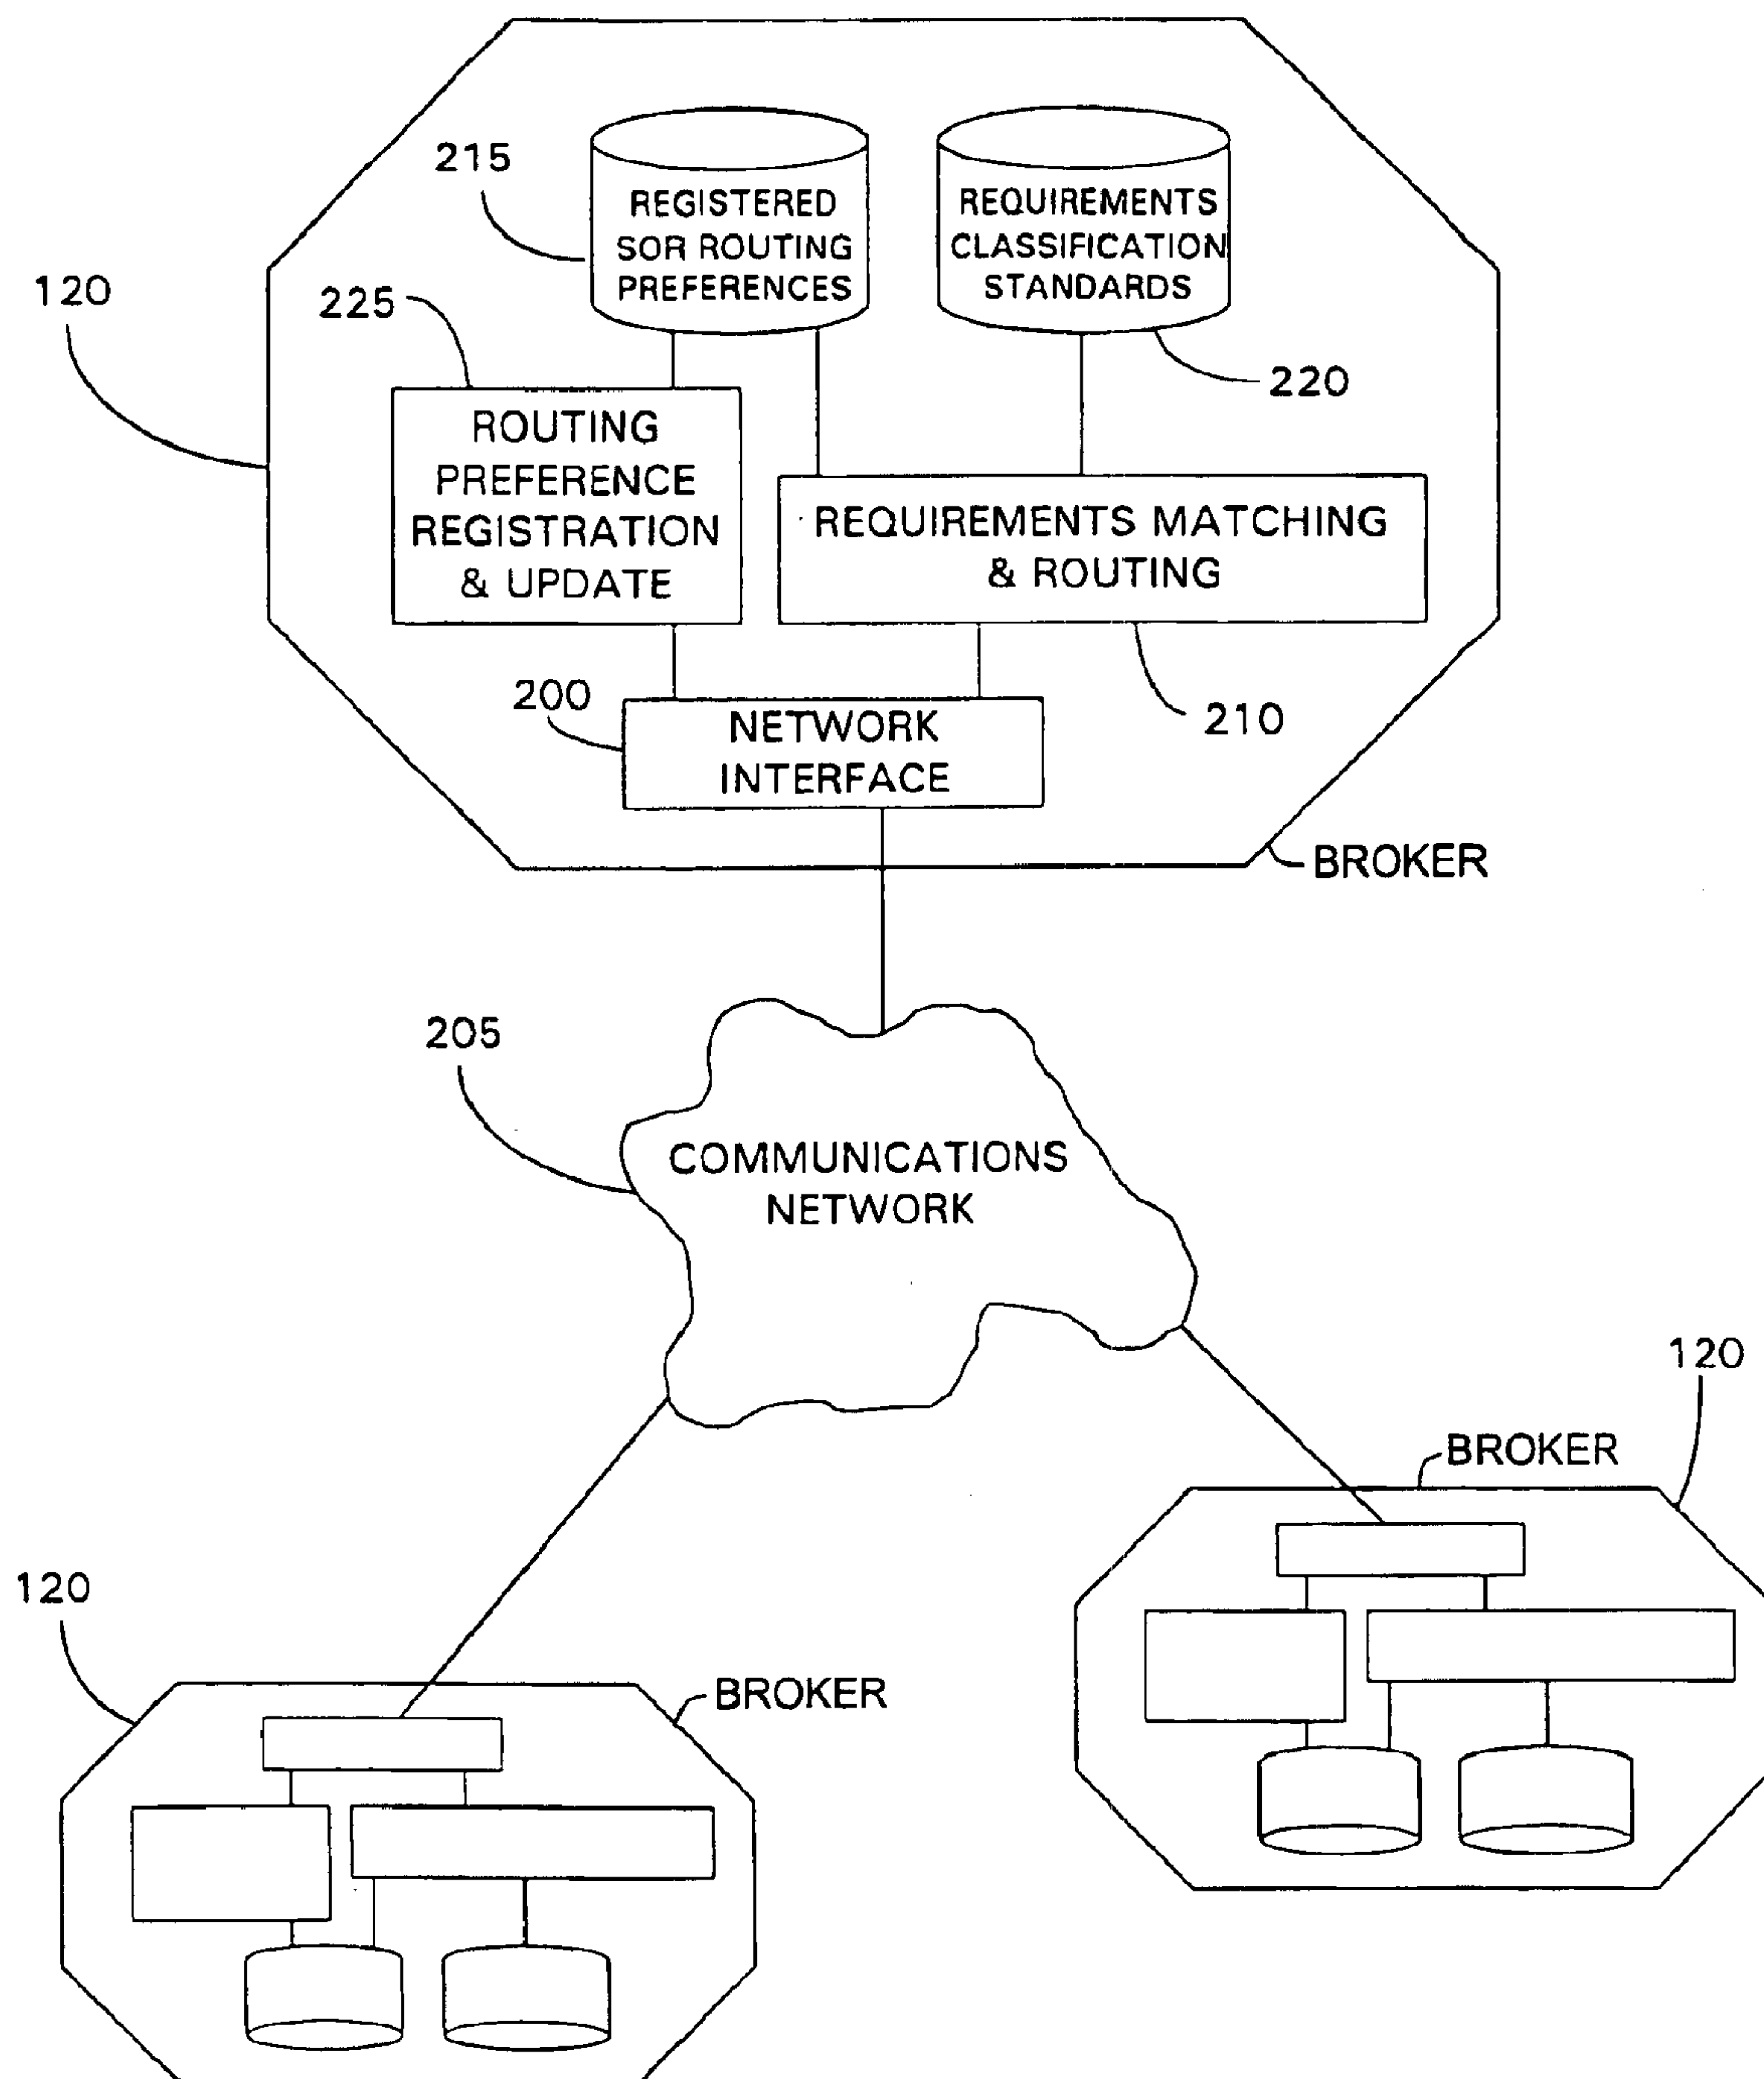 215
REGISTERED
SOR ROUTING
PREFERENCES
REQUIREMENTS
CLASSIFICATION
STANDARDS
120
225
220
ROUTING
PREFERENCE
REGISTRATION
& UPDATE
REQUIREMENTS MATCHING
& ROUTING
200
NETWORK
INTERFACE
210
BROKER
205
COMMUNICATIONS
NETWORK
120
BROKER
120
BROKER